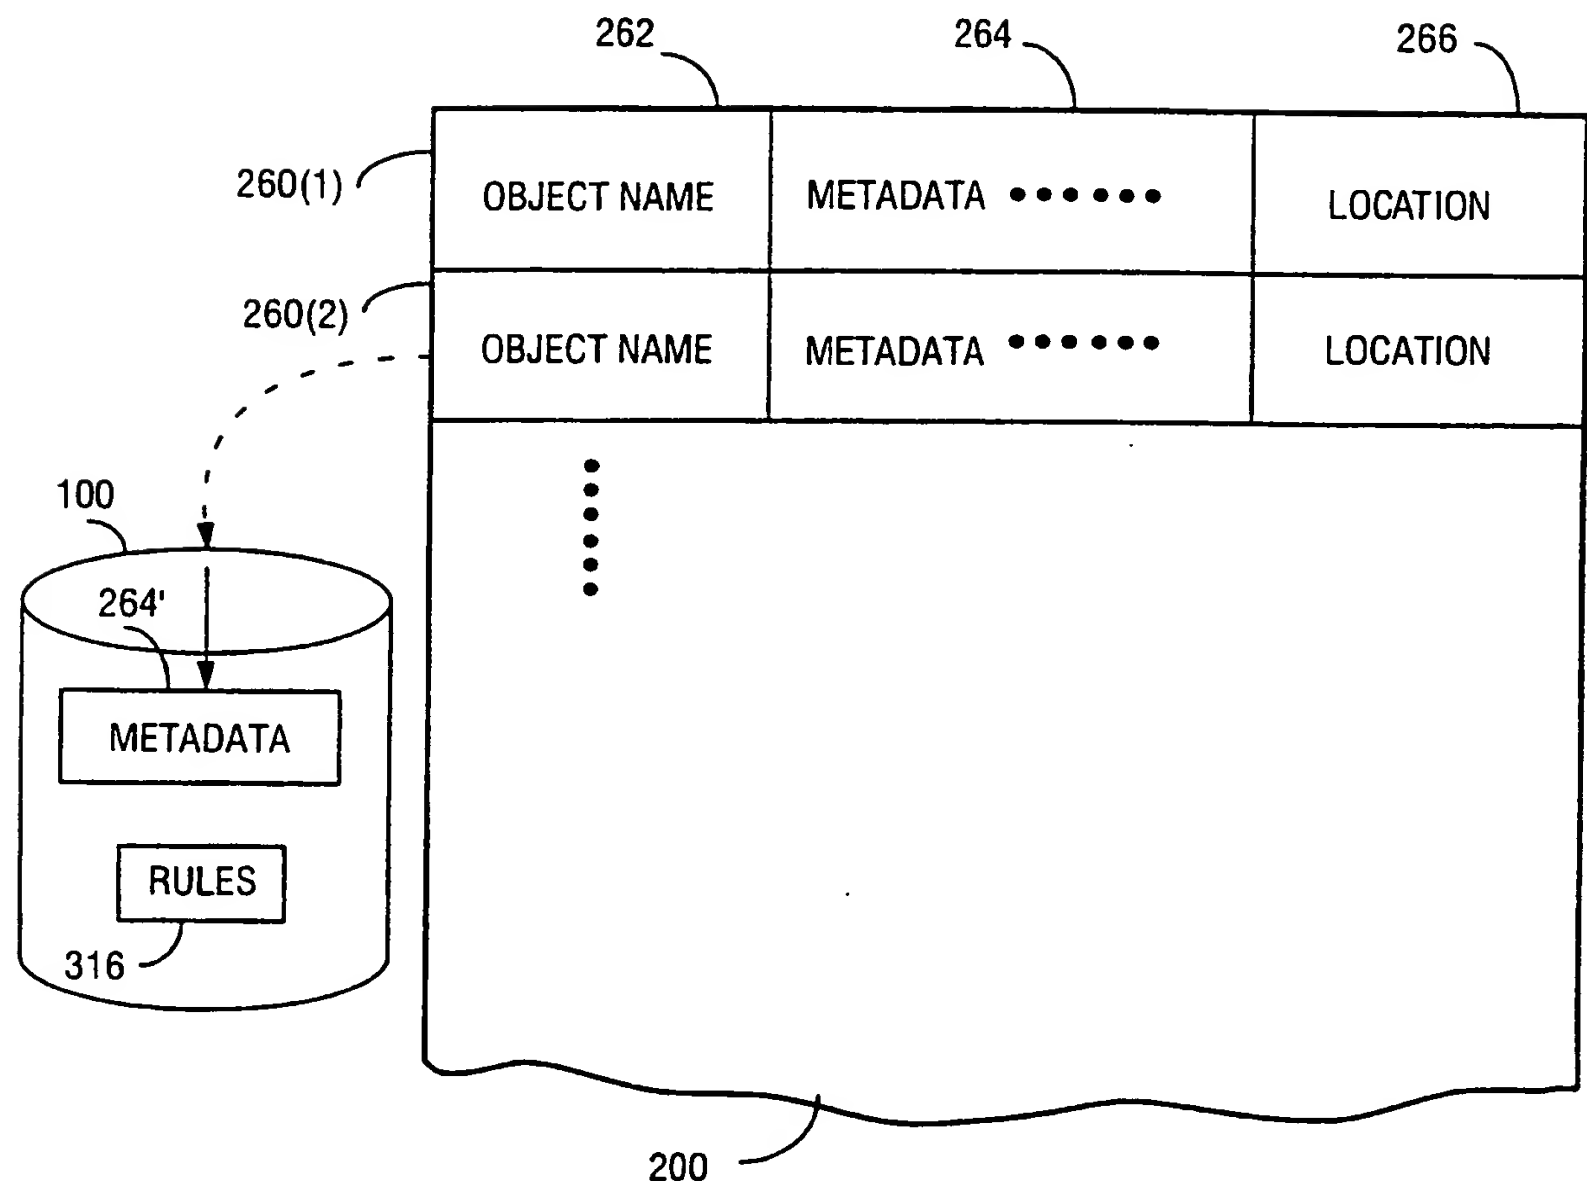 262
264
266
260(1)
OBJECT NAME
METADATA ••••••
LOCATION
260(2)
OBJECT NAME
METADATA ••••••
LOCATION
100
264'
METADATA
RULES
316
200